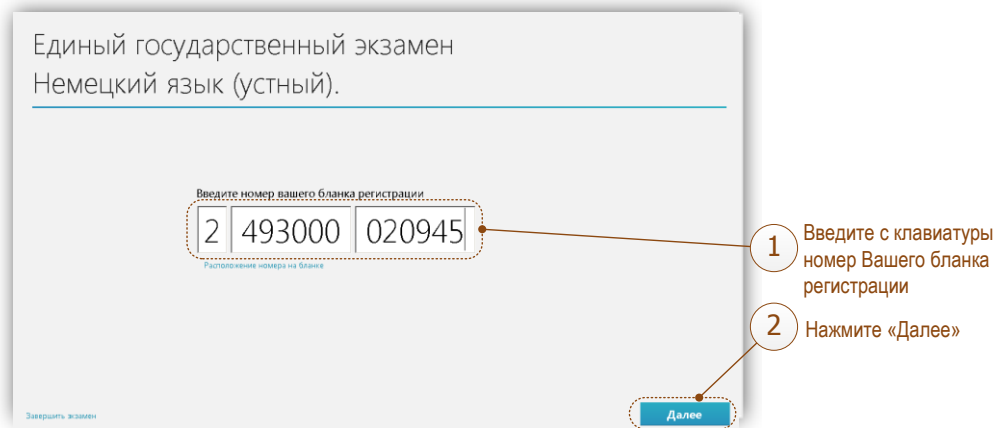 Единый государственный экзамен
Немецкий язык (устный).
Введите номер вашего бланка регистрации
2 493000 020945
Расположение номера на бланке
1 Введите с клавиатуры
номер Вашего бланка
регистрации
2 Нажмите «Далее»
Завершить экзамен
Далее